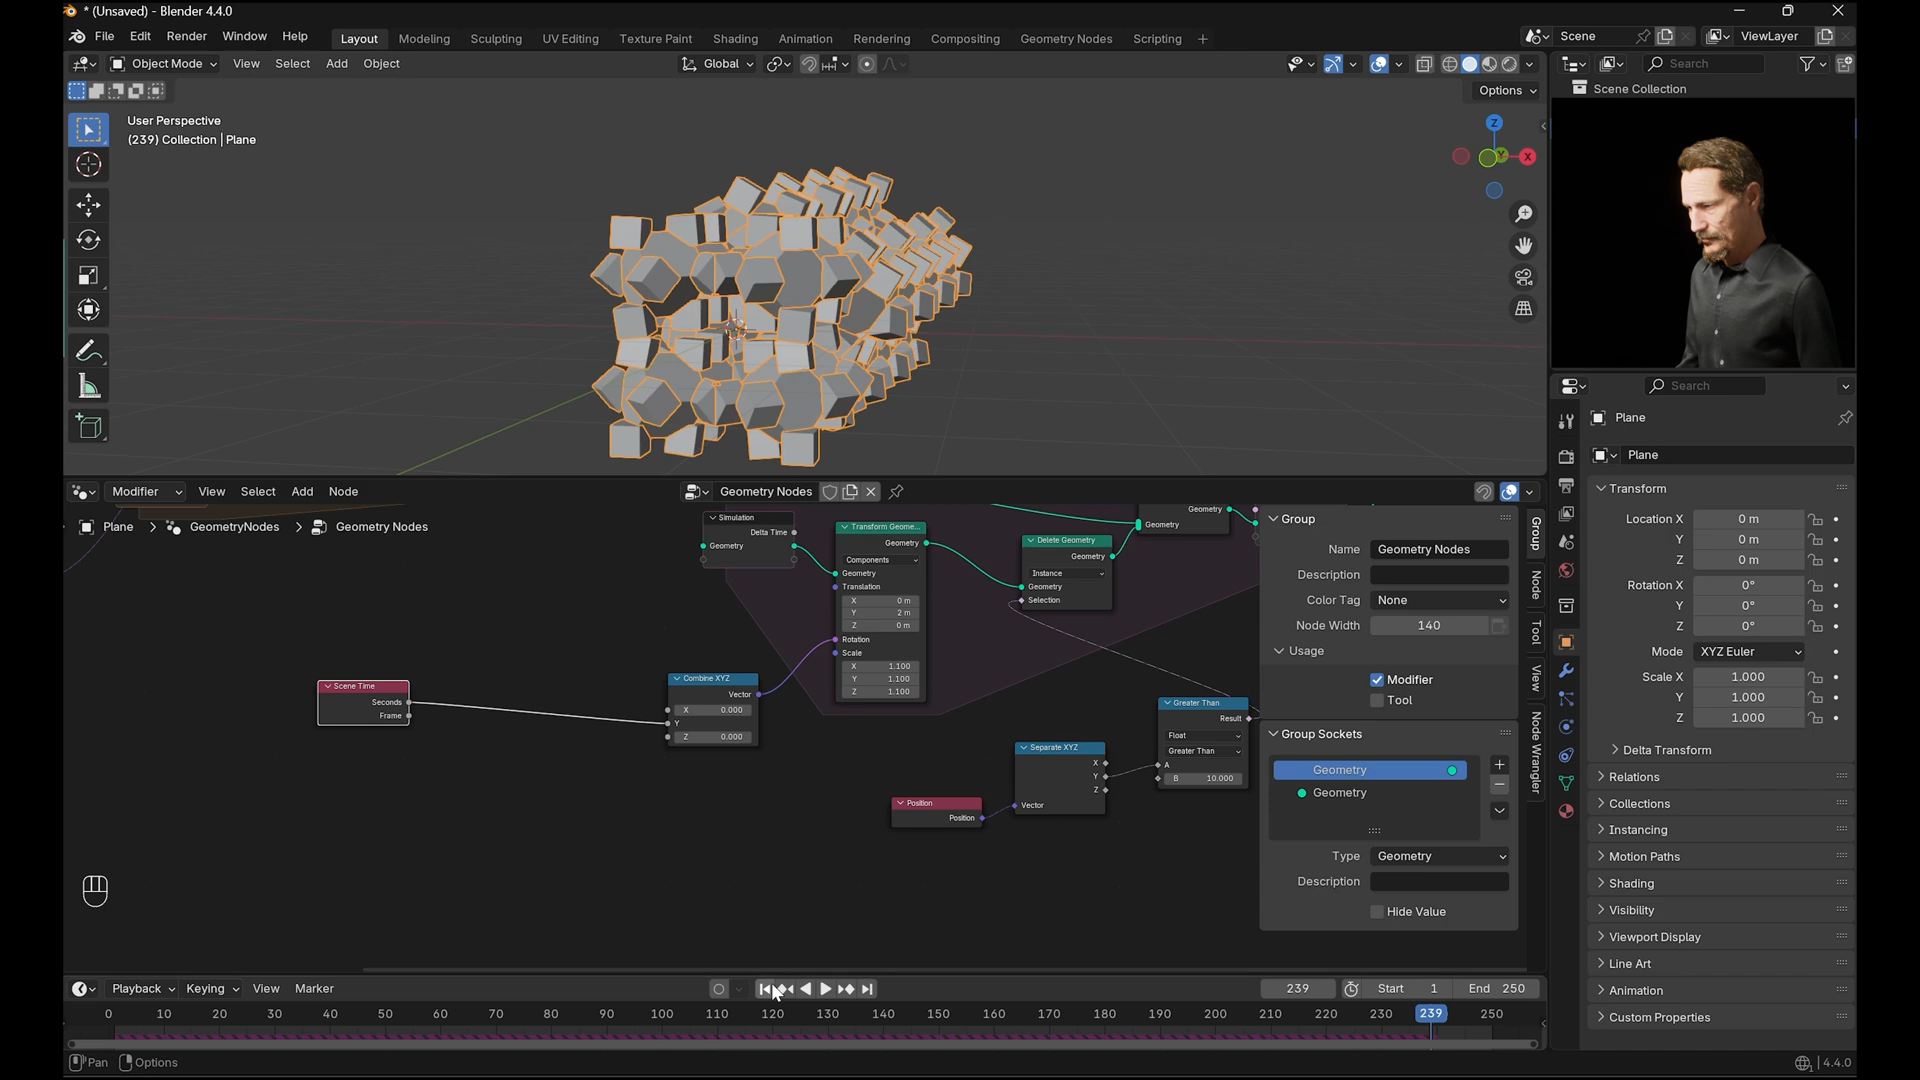 * (Unsaved) - Blender 4.4.0
File Edit Render Window Help
Layout Modeling Sculpting UV Editing Texture Paint Shading Animation Rendering Compositing Geometry Nodes Scripting +
Scene
ViewLayer
Object Mode View Select Add Object
Global
Search
Options
Scene Collection
User Perspective
(239) Collection | Plane
Z
Y
X
Search
Plane
Plane
Transform
Location X 0 m
Y 0 m
Z 0 m
Rotation X 0°
Y 0°
Z 0°
Mode XYZ Euler
Scale X 1.000
Y 1.000
Z 1.000
Delta Transform
Relations
Collections
Instancing
Motion Paths
Shading
Visibility
Viewport Display
Line Art
Animation
Custom Properties
Modifier View Select Add Node
Geometry Nodes
Plane > GeometryNodes > Geometry Nodes
Simulation
Delta Time
Geometry
Transform Geome...
Geometry
Components
Geometry
Translation
X 0 m
Y 2 m
Z 0 m
Rotation
Scale
X 1.100
Y 1.100
Z 1.100
Delete Geometry
Geometry
Instance
Geometry
Selection
Geometry
Geometry
Scene Time
Seconds
Frame
Combine XYZ
Vector
X 0.000
Y
Z 0.000
Position
Position
Separate XYZ
X
Y
Z
Vector
Greater Than
Result
Float
Greater Than
A
B 10.000
Group
Name Geometry Nodes
Description
Color Tag None
Node Width 140
Usage
Modifier
Tool
Group Sockets
Geometry
Geometry
Type Geometry
Description
Hide Value
Group
Node
Tool
View
Node Wrangler
Playback Keying View Marker
239 Start 1 End 250
0 10 20 30 40 50 60 70 80 90 100 110 120 130 140 150 160 170 180 190 200 210 220 230 239 250
Pan Options
4.4.0